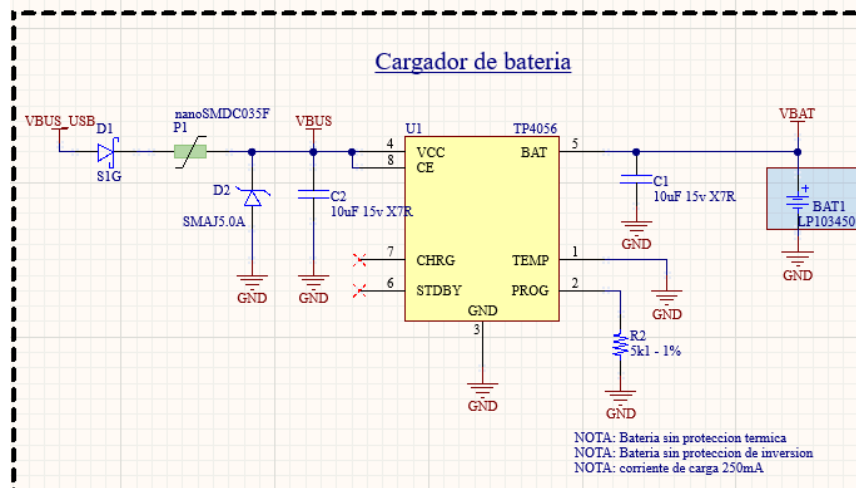 Cargador de bateria
nanoSMDC035F
P1
VBUS_USB
D1
S1G
VBUS
U1
TP4056
VBAT
4
VCC
8
CE
BAT
5
D2
SMAJ5.0A
C2
10uF 15v X7R
C1
10uF 15v X7R
+
BAT1
LP103450
GND
GND
7
CHRG
TEMP
1
6
STDBY
PROG
2
GND
GND
GND
GND
3
R2
5k1 - 1%
GND
GND
NOTA: Bateria sin proteccion termica
NOTA: Bateria sin proteccion de inversion
NOTA: corriente de carga 250mA